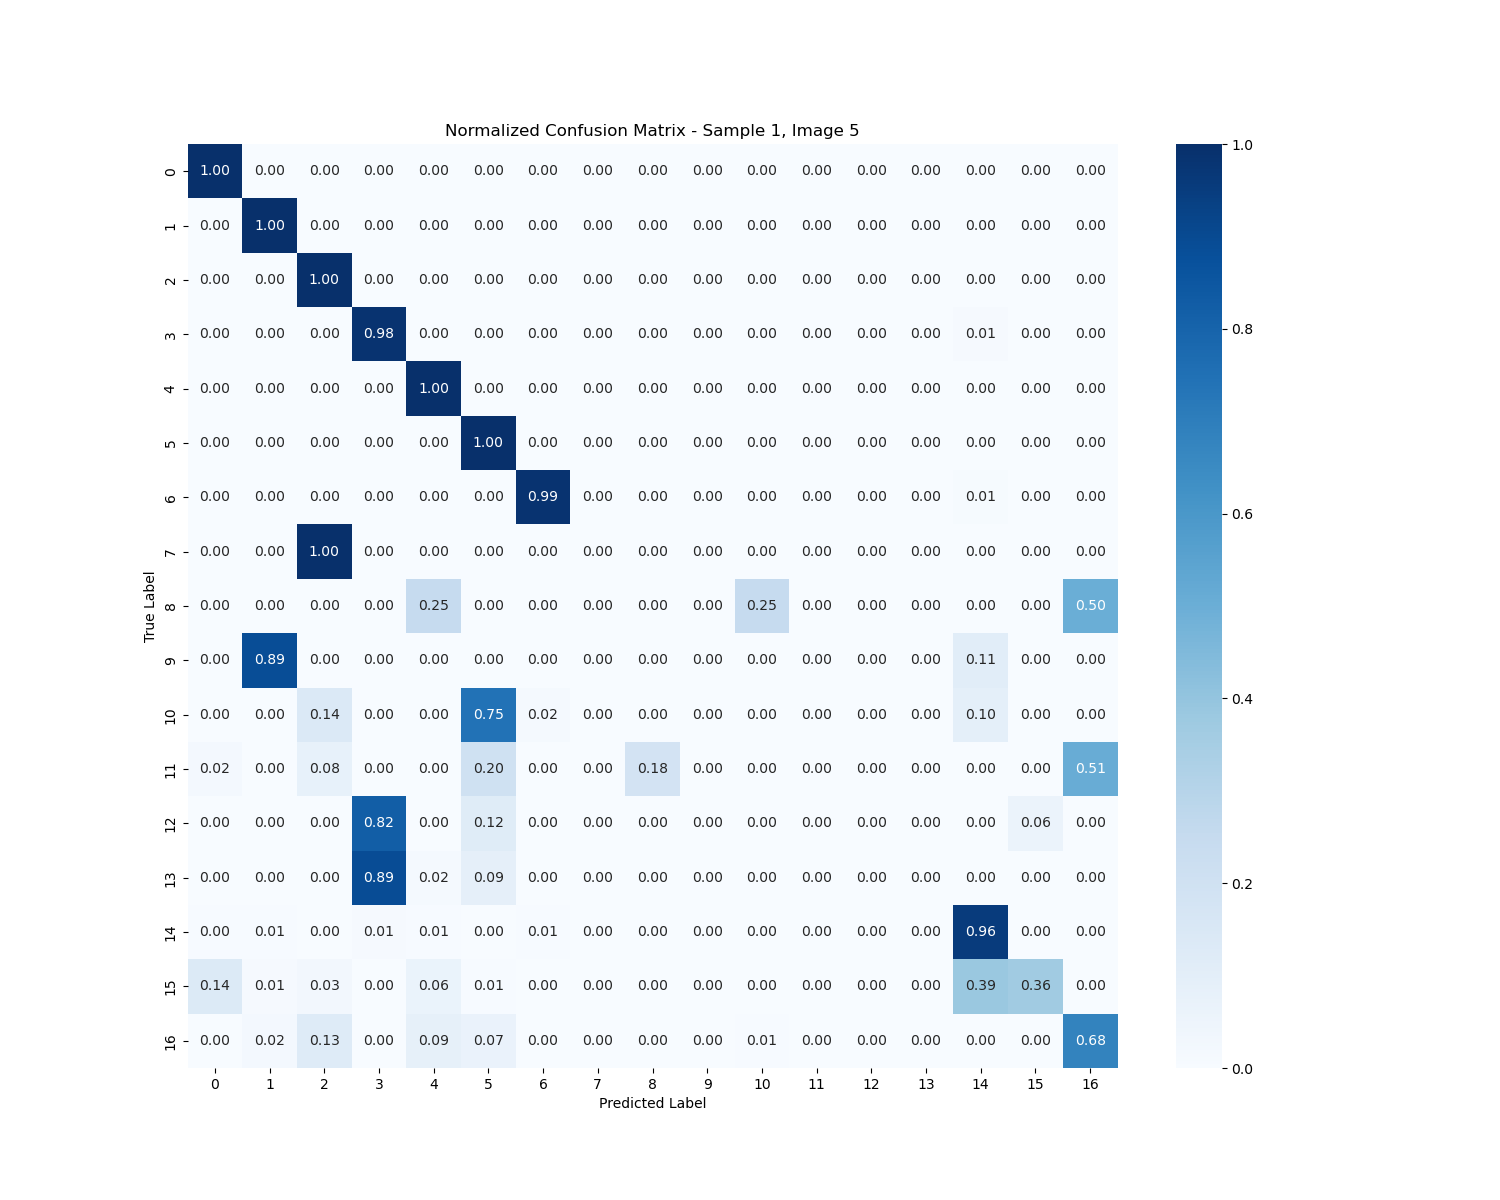 Normalized Confusion Matrix - Sample 1, Image 5
0 1.00 0.00 0.00 0.00 0.00 0.00 0.00 0.00 0.00 0.00 0.00 0.00 0.00 0.00 0.00 0.00 0.00
1 0.00 1.00 0.00 0.00 0.00 0.00 0.00 0.00 0.00 0.00 0.00 0.00 0.00 0.00 0.00 0.00 0.00
2 0.00 0.00 1.00 0.00 0.00 0.00 0.00 0.00 0.00 0.00 0.00 0.00 0.00 0.00 0.00 0.00 0.00
3 0.00 0.00 0.00 0.98 0.00 0.00 0.00 0.00 0.00 0.00 0.00 0.00 0.00 0.00 0.01 0.00 0.00
4 0.00 0.00 0.00 0.00 1.00 0.00 0.00 0.00 0.00 0.00 0.00 0.00 0.00 0.00 0.00 0.00 0.00
5 0.00 0.00 0.00 0.00 0.00 1.00 0.00 0.00 0.00 0.00 0.00 0.00 0.00 0.00 0.00 0.00 0.00
6 0.00 0.00 0.00 0.00 0.00 0.00 0.99 0.00 0.00 0.00 0.00 0.00 0.00 0.00 0.01 0.00 0.00
7 0.00 0.00 1.00 0.00 0.00 0.00 0.00 0.00 0.00 0.00 0.00 0.00 0.00 0.00 0.00 0.00 0.00
8 0.00 0.00 0.00 0.00 0.25 0.00 0.00 0.00 0.00 0.00 0.25 0.00 0.00 0.00 0.00 0.00 0.50
9 0.00 0.89 0.00 0.00 0.00 0.00 0.00 0.00 0.00 0.00 0.00 0.00 0.00 0.00 0.11 0.00 0.00
10 0.00 0.00 0.14 0.00 0.00 0.75 0.02 0.00 0.00 0.00 0.00 0.00 0.00 0.00 0.10 0.00 0.00
11 0.02 0.00 0.08 0.00 0.00 0.20 0.00 0.00 0.18 0.00 0.00 0.00 0.00 0.00 0.00 0.00 0.51
12 0.00 0.00 0.00 0.82 0.00 0.12 0.00 0.00 0.00 0.00 0.00 0.00 0.00 0.00 0.00 0.06 0.00
13 0.00 0.00 0.00 0.89 0.02 0.09 0.00 0.00 0.00 0.00 0.00 0.00 0.00 0.00 0.00 0.00 0.00
14 0.00 0.01 0.00 0.01 0.01 0.00 0.01 0.00 0.00 0.00 0.00 0.00 0.00 0.00 0.96 0.00 0.00
15 0.14 0.01 0.03 0.00 0.06 0.01 0.00 0.00 0.00 0.00 0.00 0.00 0.00 0.00 0.39 0.36 0.00
16 0.00 0.02 0.13 0.00 0.09 0.07 0.00 0.00 0.00 0.00 0.01 0.00 0.00 0.00 0.00 0.00 0.68
0 1 2 3 4 5 6 7 8 9 10 11 12 13 14 15 16
Predicted Label
True Label
1.0
0.8
0.6
0.4
0.2
0.0